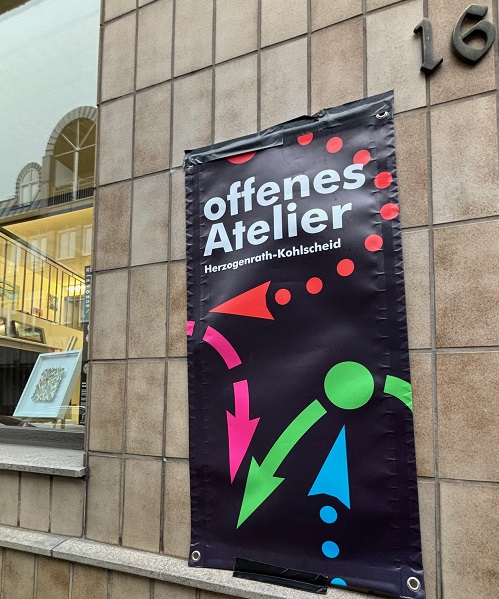 16
offenes
Atelier
Herzogenrath-Kohlscheid